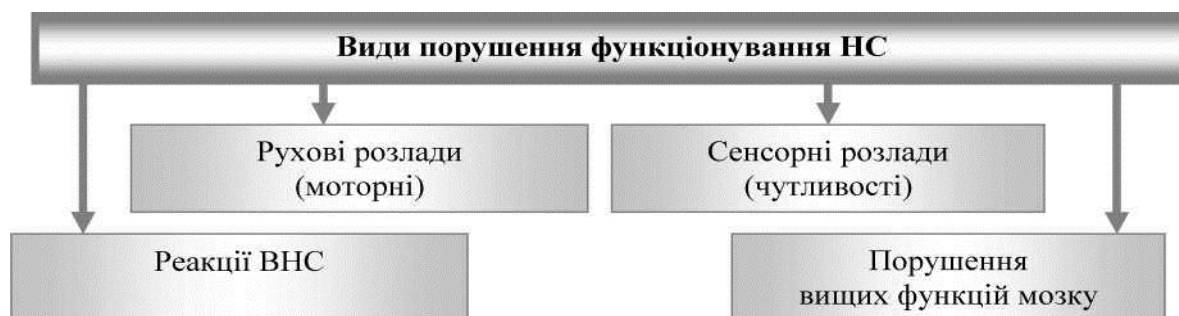 Види порушення функціонування НС
Рухові розлади
(моторні)
Сенсорні розлади
(чутливості)
Реакції ВНС
Порушення
вищих функцій мозку